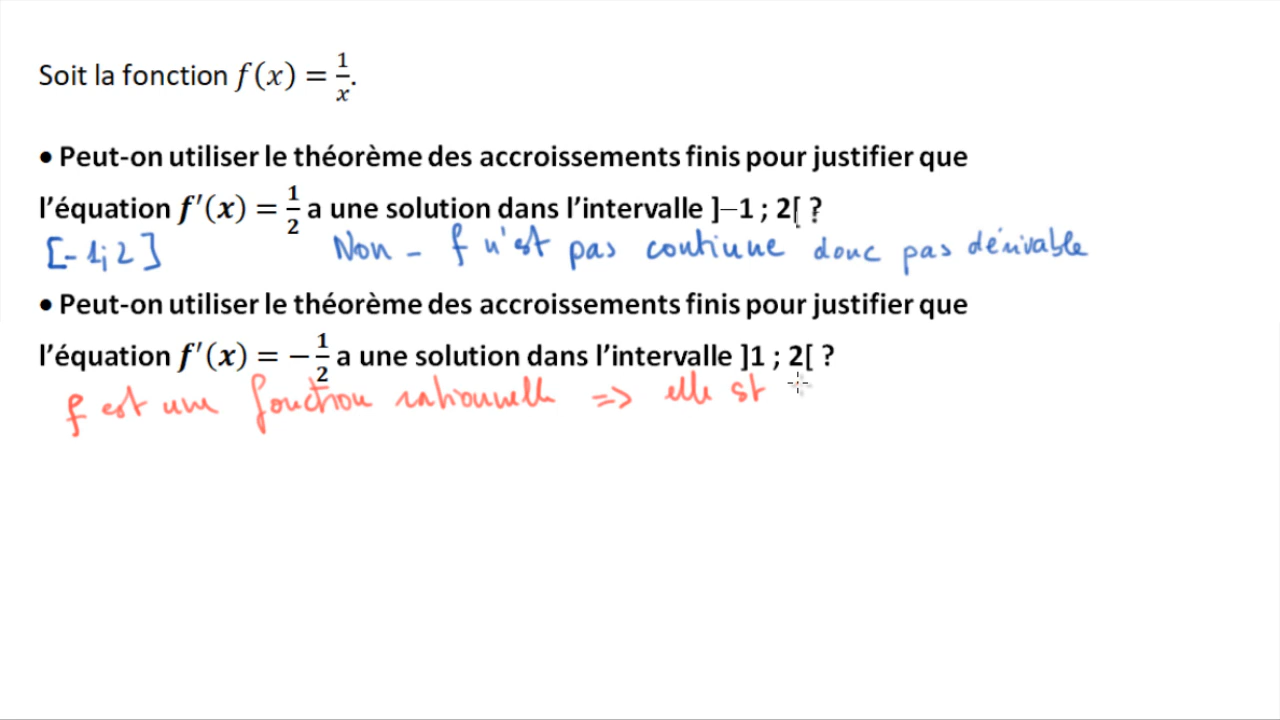 Soit la fonction f(x) = 1/x.
• Peut-on utiliser le théorème des accroissements finis pour justifier que
l'équation f'(x) = 1/2 a une solution dans l'intervalle ]−1 ; 2[ ?
[-1;2] Non - f n'est pas continue donc pas dérivable
• Peut-on utiliser le théorème des accroissements finis pour justifier que
l'équation f'(x) = −1/2 a une solution dans l'intervalle ]1 ; 2[ ?
f est une fonction rationnelle => elle st